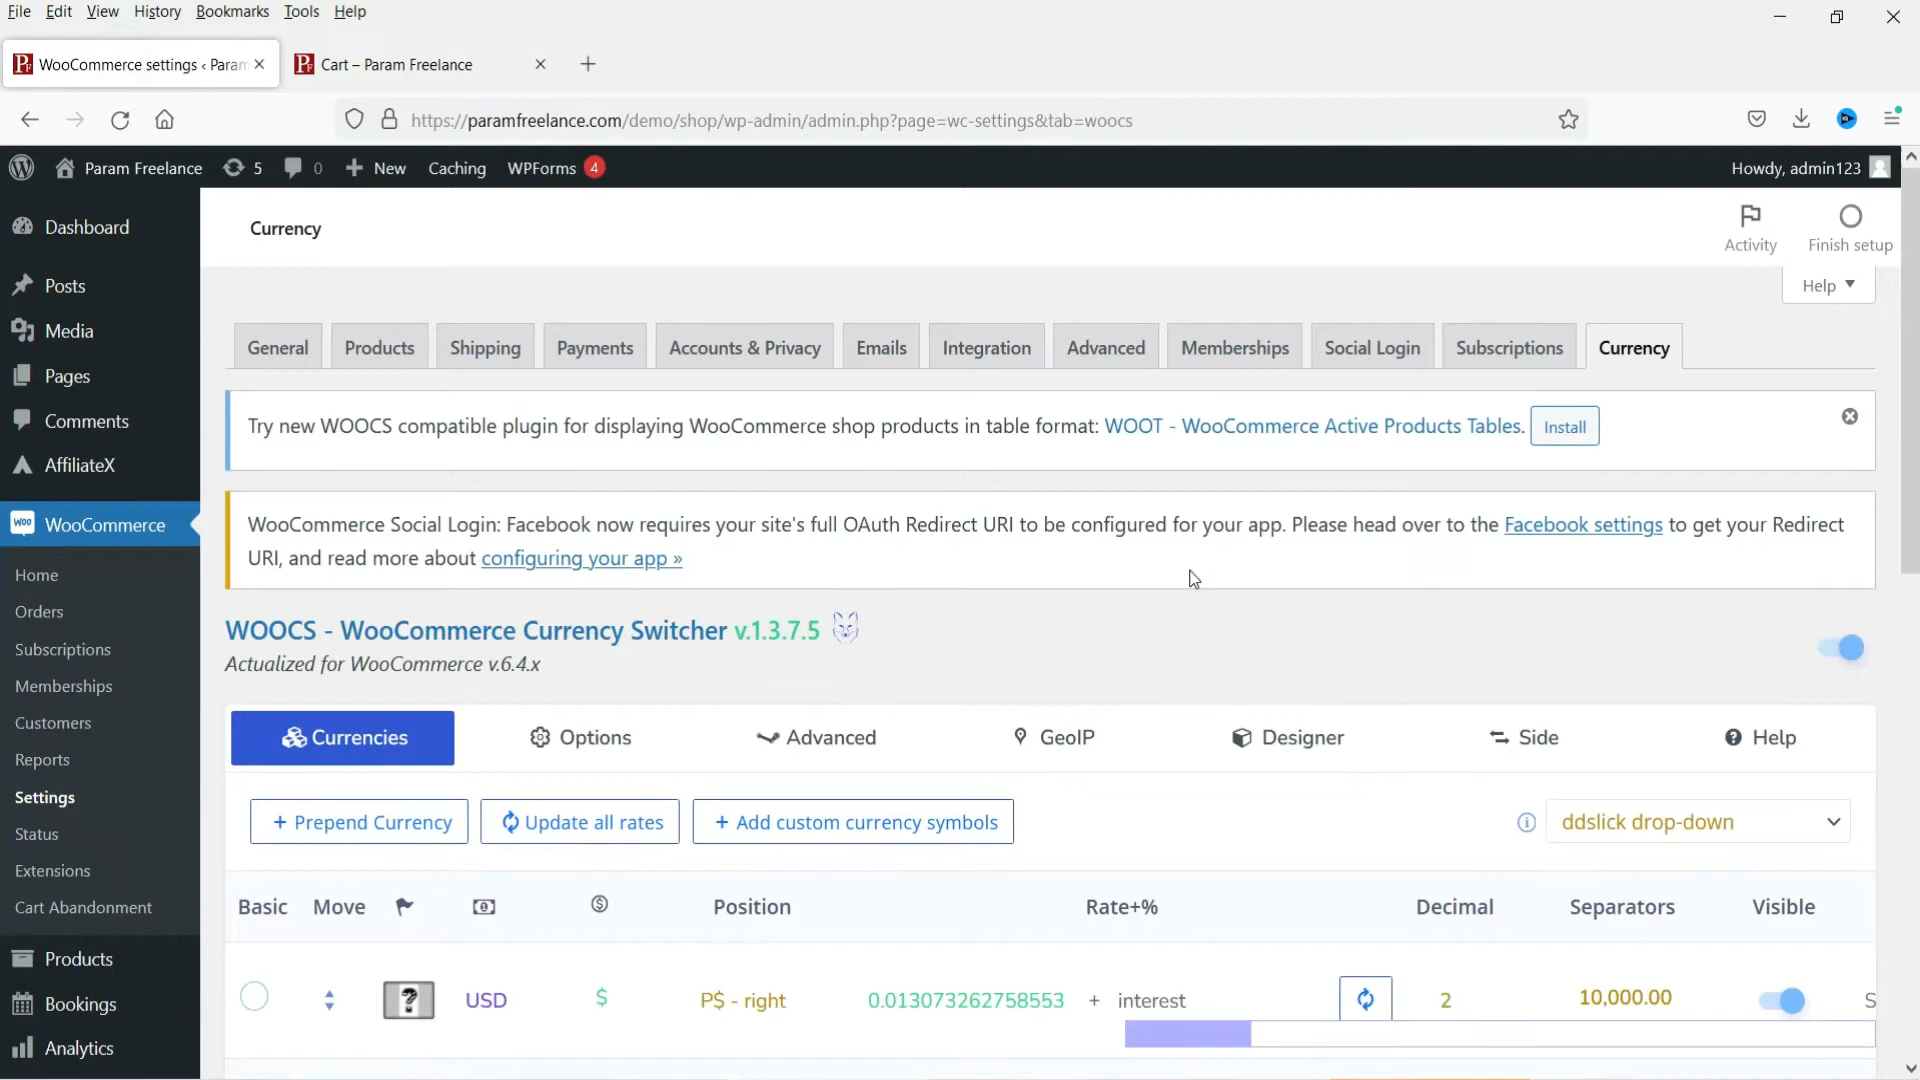 File Edit View History Bookmarks Tools Help
WooCommerce settings ‹ Param
Cart – Param Freelance
https://paramfreelance.com/demo/shop/wp-admin/admin.php?page=wc-settings&tab=woocs
Param Freelance 5 0 New Caching WPForms 4 Howdy, admin123
Dashboard
Posts
Media
Pages
Comments
AffiliateX
WooCommerce
Home
Orders
Subscriptions
Memberships
Customers
Reports
Settings
Status
Extensions
Cart Abandonment
Products
Bookings
Analytics
Currency
Activity
Finish setup
Help
General Products Shipping Payments Accounts & Privacy Emails Integration Advanced Memberships Social Login Subscriptions Currency
Try new WOOCS compatible plugin for displaying WooCommerce shop products in table format: WOOT - WooCommerce Active Products Tables. Install
WooCommerce Social Login: Facebook now requires your site's full OAuth Redirect URI to be configured for your app. Please head over to the Facebook settings to get your Redirect
URI, and read more about configuring your app »
WOOCS - WooCommerce Currency Switcher v.1.3.7.5
Actualized for WooCommerce v.6.4.x
Currencies Options Advanced GeoIP Designer Side Help
+ Prepend Currency Update all rates + Add custom currency symbols ddslick drop-down
Basic Move Position Rate+% Decimal Separators Visible
? USD $ P$ - right 0.013073262758553 + interest 2 10,000.00 S